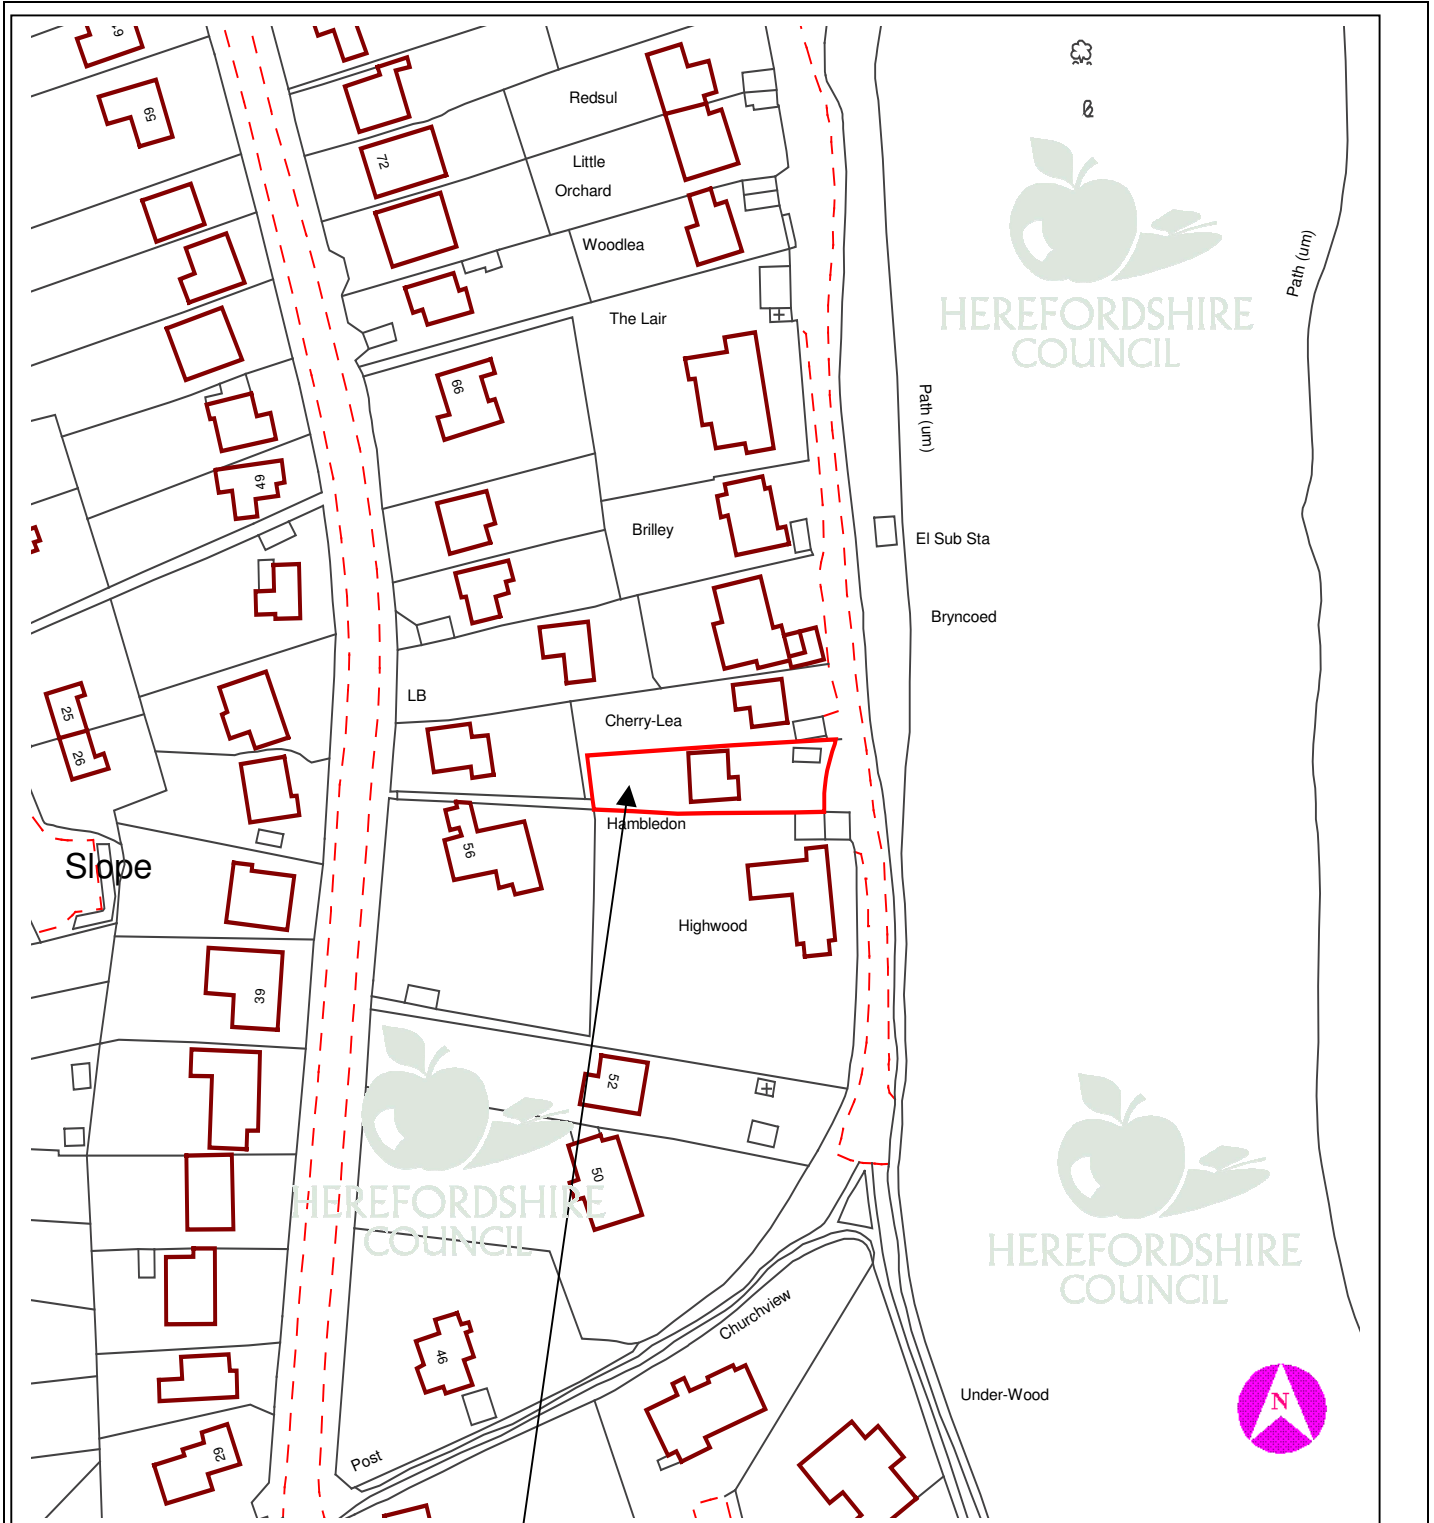 49
59
Redsul
72
Little
Orchard
Woodlea
HEREFORDSHIRE
COUNCIL
Path (um)
The Lair
66
Path (um)
49
Brilley
El Sub Sta
Bryncoed
LB
25
Cherry-Lea
26
Hambledon
56
Slope
Highwood
39
52
50
HEREFORDSHIRE
COUNCIL
HEREFORDSHIRE
COUNCIL
Churchview
46
Under-Wood
N
29
Post